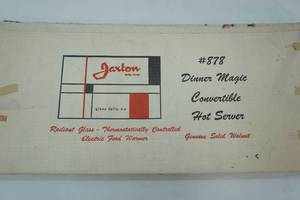 Jaxton
glens falls, n.y.
#878
Dinner Magic
Convertible
Hot Server
Radiant Glass - Thermostatically Controlled
Electric Food Warmer
Genuine Solid Walnut